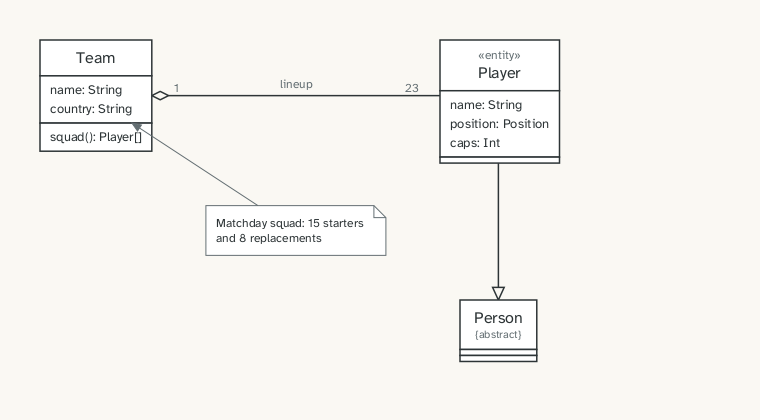 Team
name: String
country: String
squad(): Player[]
1
lineup
23
«entity»
Player
name: String
position: Position
caps: Int
Matchday squad: 15 starters
and 8 replacements
Person
{abstract}